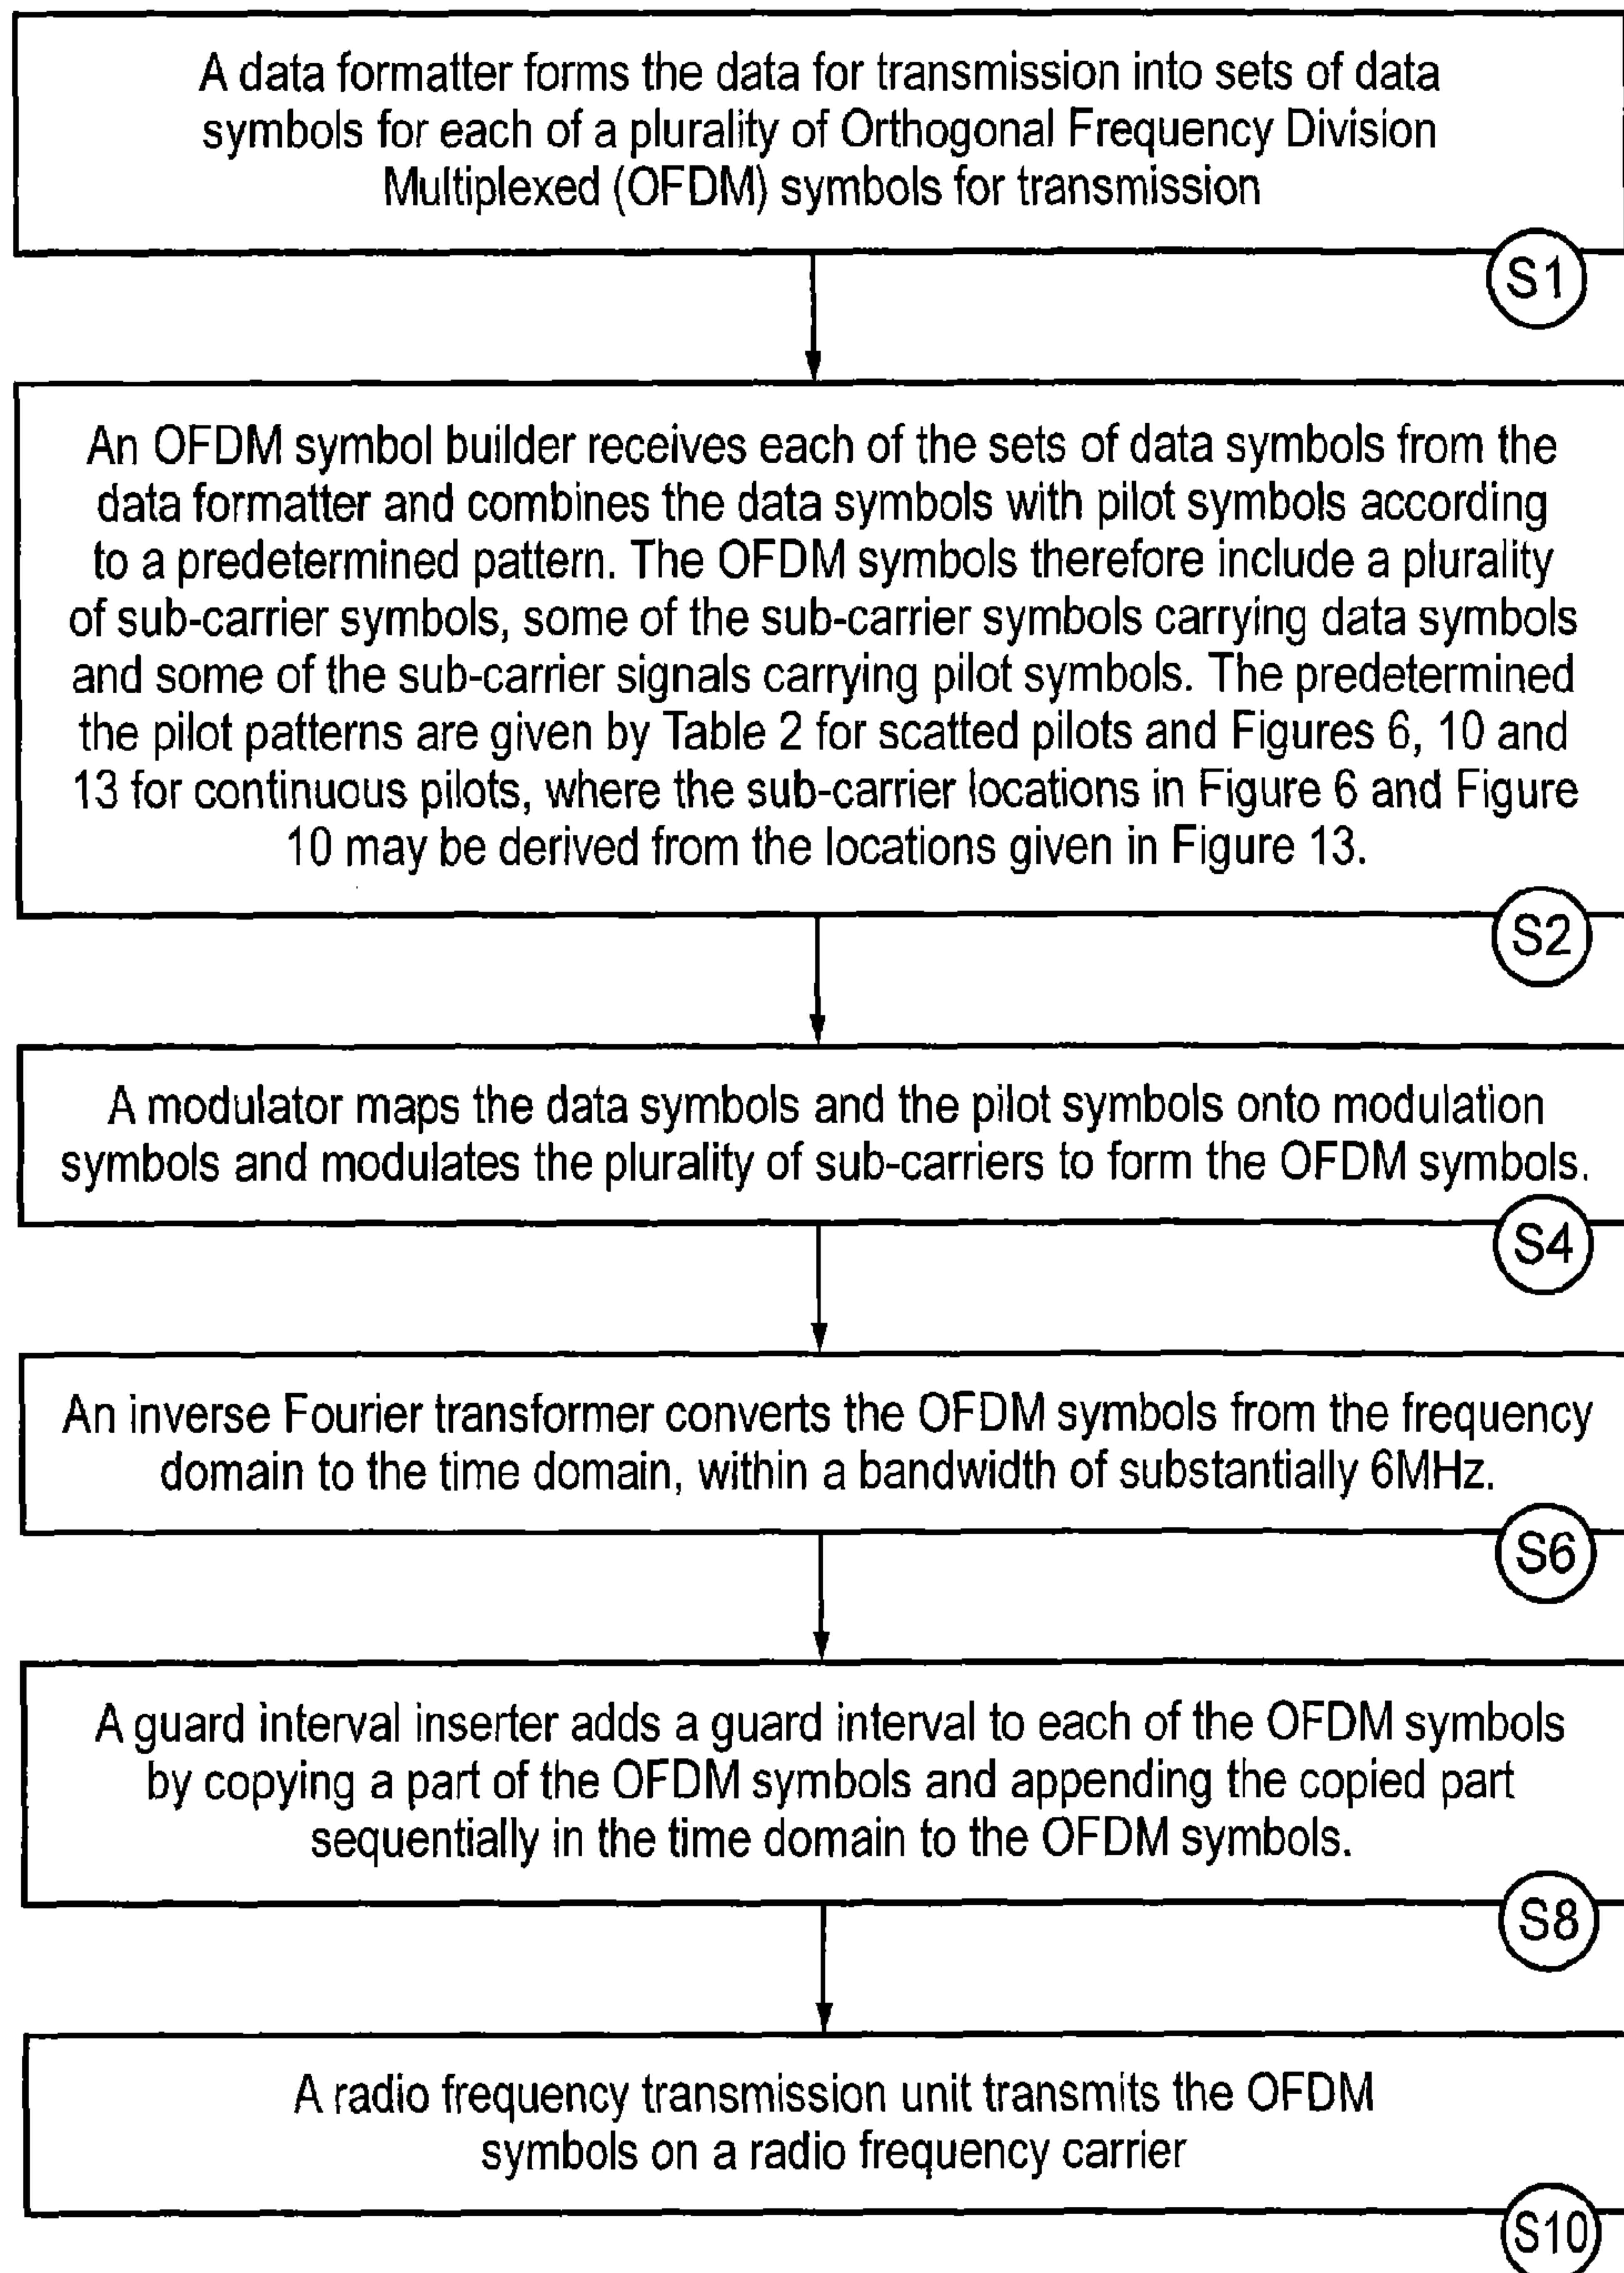 A data formatter forms the data for transmission into sets of data
symbols for each of a plurality of Orthogonal Frequency Division
Multiplexed (OFDM) symbols for transmission
S1
An OFDM symbol builder receives each of the sets of data symbols from the
data formatter and combines the data symbols with pilot symbols according
to a predetermined pattern. The OFDM symbols therefore include a plurality
of sub-carrier symbols, some of the sub-carrier symbols carrying data symbols
and some of the sub-carrier signals carrying pilot symbols. The predetermined
the pilot patterns are given by Table 2 for scatted pilots and Figures 6, 10 and
13 for continuous pilots, where the sub-carrier locations in Figure 6 and Figure
10 may be derived from the locations given in Figure 13.
S2
A modulator maps the data symbols and the pilot symbols onto modulation
symbols and modulates the plurality of sub-carriers to form the OFDM symbols.
S4
An inverse Fourier transformer converts the OFDM symbols from the frequency
domain to the time domain, within a bandwidth of substantially 6MHz.
S6
A guard interval inserter adds a guard interval to each of the OFDM symbols
by copying a part of the OFDM symbols and appending the copied part
sequentially in the time domain to the OFDM symbols.
S8
A radio frequency transmission unit transmits the OFDM
symbols on a radio frequency carrier
S10